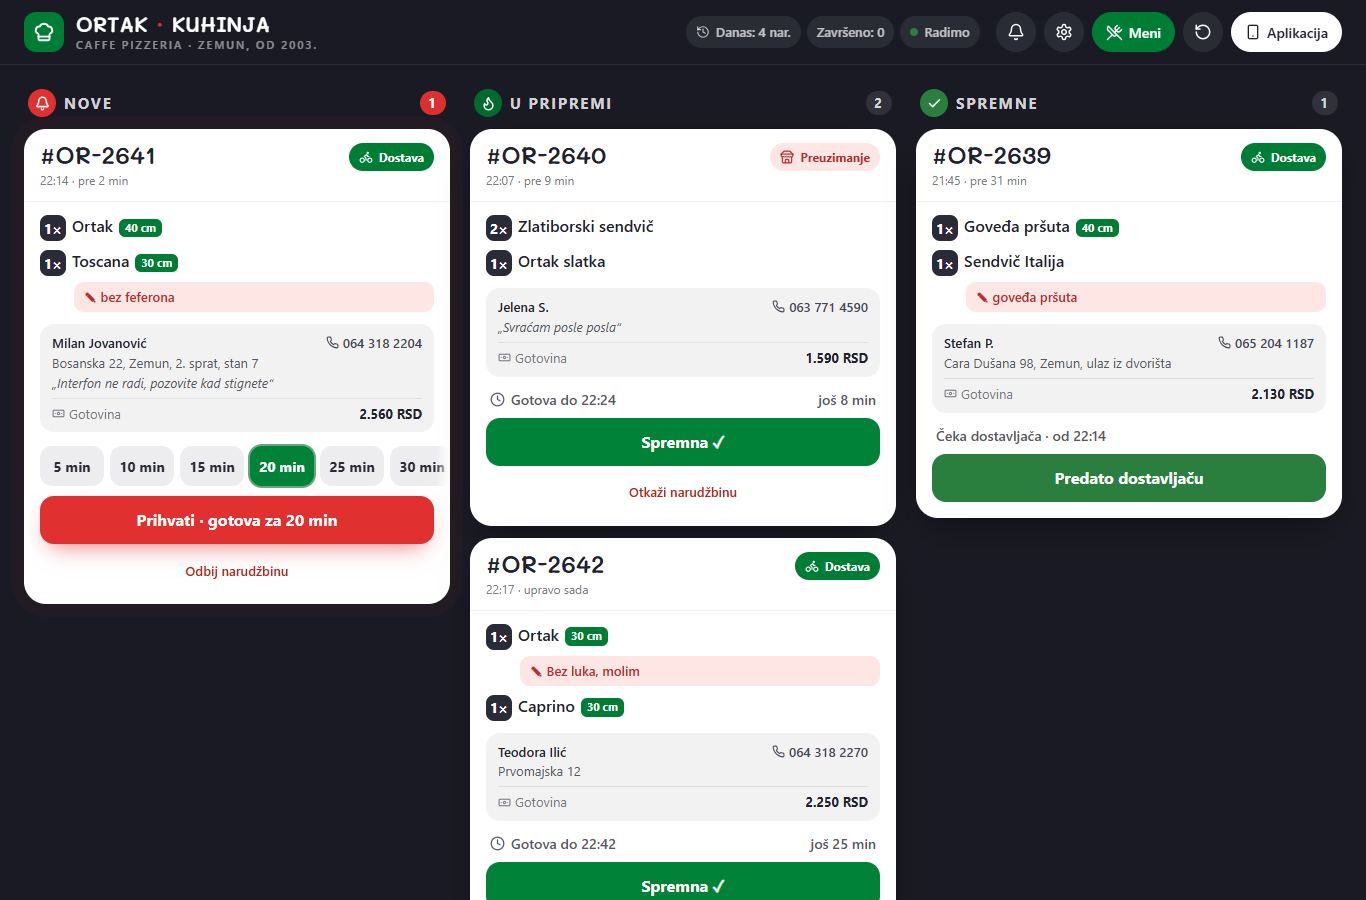 ORTAK · KUHINJA
CAFFE PIZZERIA · ZEMUN, OD 2003.
Danas: 4 nar.
Završeno: 0
Radimo
Meni
Aplikacija
NOVE
1
#OR-2641
Dostava
22:14 · pre 2 min
1× Ortak 40 cm
1× Toscana 30 cm
bez feferona
Milan Jovanović
064 318 2204
Bosanska 22, Zemun, 2. sprat, stan 7
„Interfon ne radi, pozovite kad stignete“
Gotovina
2.560 RSD
5 min
10 min
15 min
20 min
25 min
30 min
Prihvati · gotova za 20 min
Odbij narudžbinu
U PRIPREMI
2
#OR-2640
Preuzimanje
22:07 · pre 9 min
2× Zlatiborski sendvič
1× Ortak slatka
Jelena S.
063 771 4590
„Svraćam posle posla“
Gotovina
1.590 RSD
Gotova do 22:24
još 8 min
Spremna ✓
Otkaži narudžbinu
#OR-2642
Dostava
22:17 · upravo sada
1× Ortak 30 cm
Bez luka, molim
1× Caprino 30 cm
Teodora Ilić
064 318 2270
Prvomajska 12
Gotovina
2.250 RSD
Gotova do 22:42
još 25 min
Spremna ✓
SPREMNE
1
#OR-2639
Dostava
21:45 · pre 31 min
1× Goveđa pršuta 40 cm
1× Sendvič Italija
goveđa pršuta
Stefan P.
065 204 1187
Cara Dušana 98, Zemun, ulaz iz dvorišta
Gotovina
2.130 RSD
Čeka dostavljača · od 22:14
Predato dostavljaču